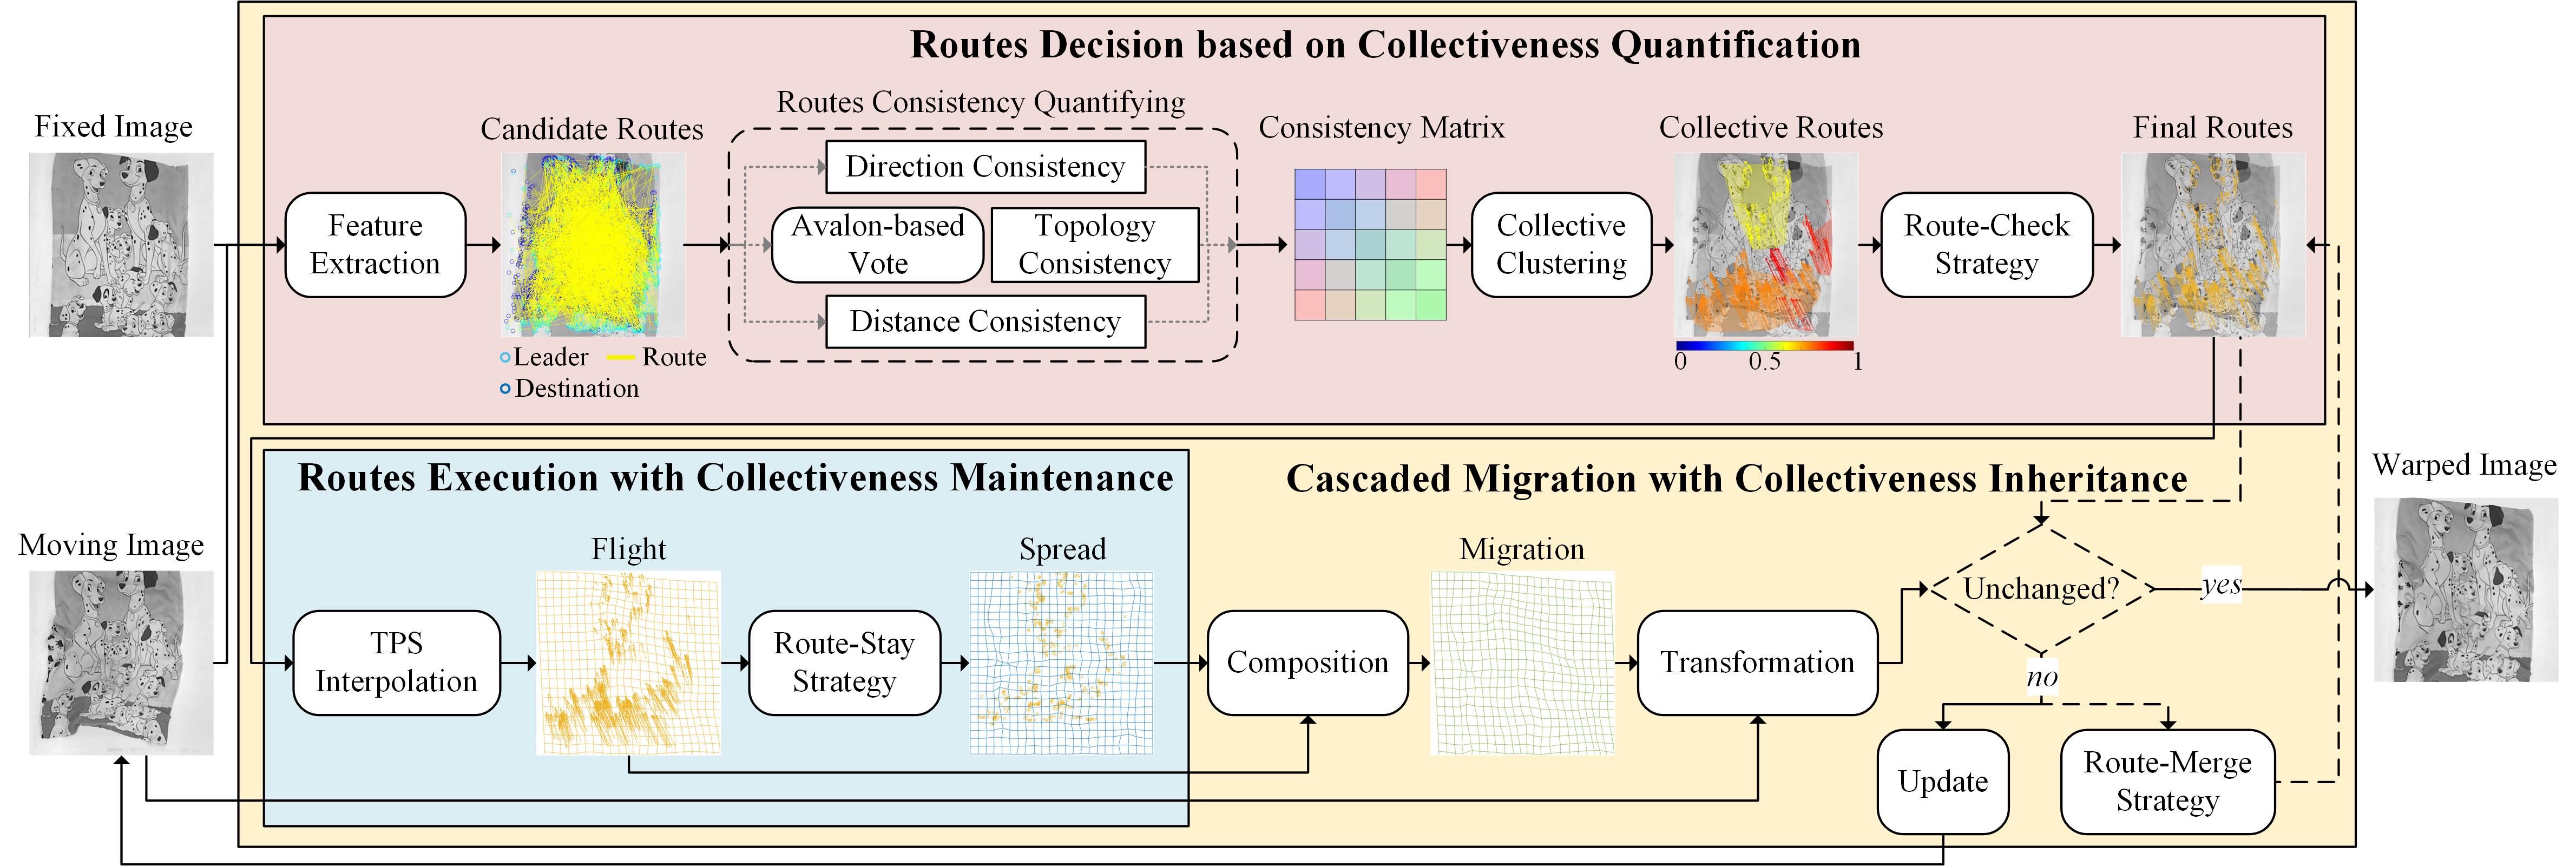 Routes Decision based on Collectiveness Quantification
Fixed Image
Feature
Extraction
Candidate Routes
Leader
Route
Destination
Routes Consistency Quantifying
Direction Consistency
Avalon-based
Vote
Topology
Consistency
Distance Consistency
Consistency Matrix
Collective
Clustering
Collective Routes
0 0.5 1
Route-Check
Strategy
Final Routes
Routes Execution with Collectiveness Maintenance
Moving Image
TPS
Interpolation
Flight
Route-Stay
Strategy
Spread
Cascaded Migration with Collectiveness Inheritance
Composition
Migration
Transformation
Unchanged?
yes
no
Update
Route-Merge
Strategy
Warped Image